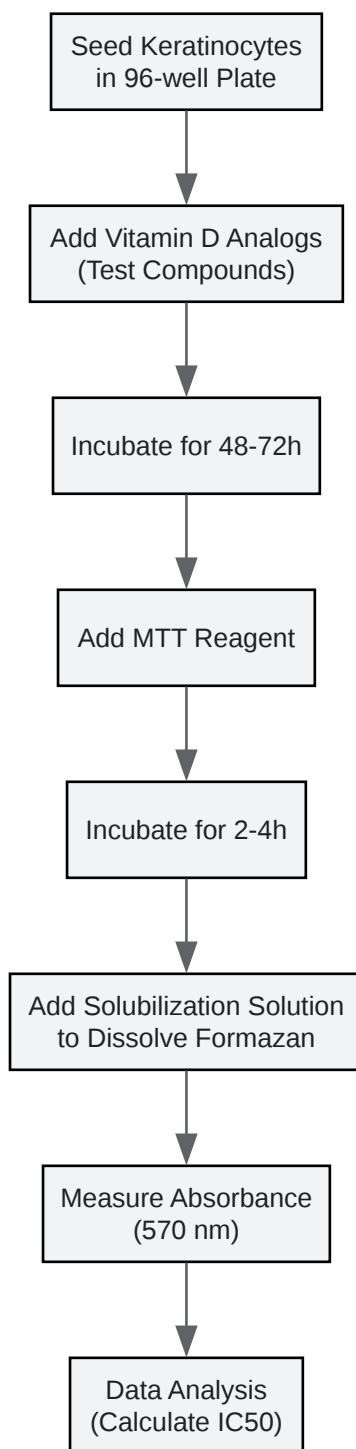 Seed Keratinocytes
in 96-well Plate
Add Vitamin D Analogs
(Test Compounds)
Incubate for 48-72h
Add MTT Reagent
Incubate for 2-4h
Add Solubilization Solution
to Dissolve Formazan
Measure Absorbance
(570 nm)
Data Analysis
(Calculate IC50)